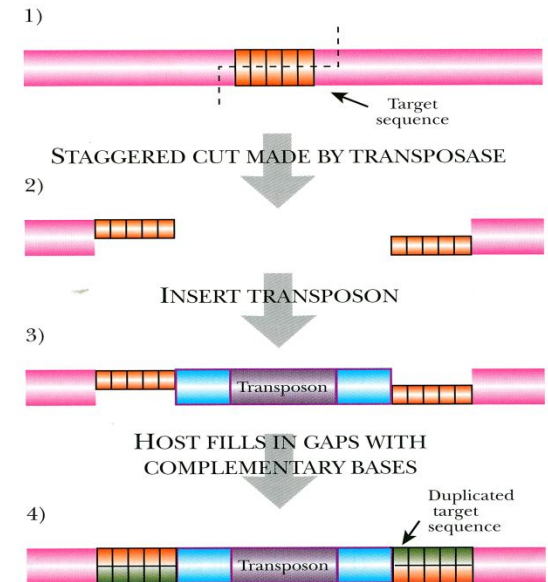 1)
Target
sequence
STAGGERED CUT MADE BY TRANSPOSASE
2)
INSERT TRANSPOSON
3)
Transposon
HOST FILLS IN GAPS WITH
COMPLEMENTARY BASES
Duplicated
target
sequence
4)
Transposon